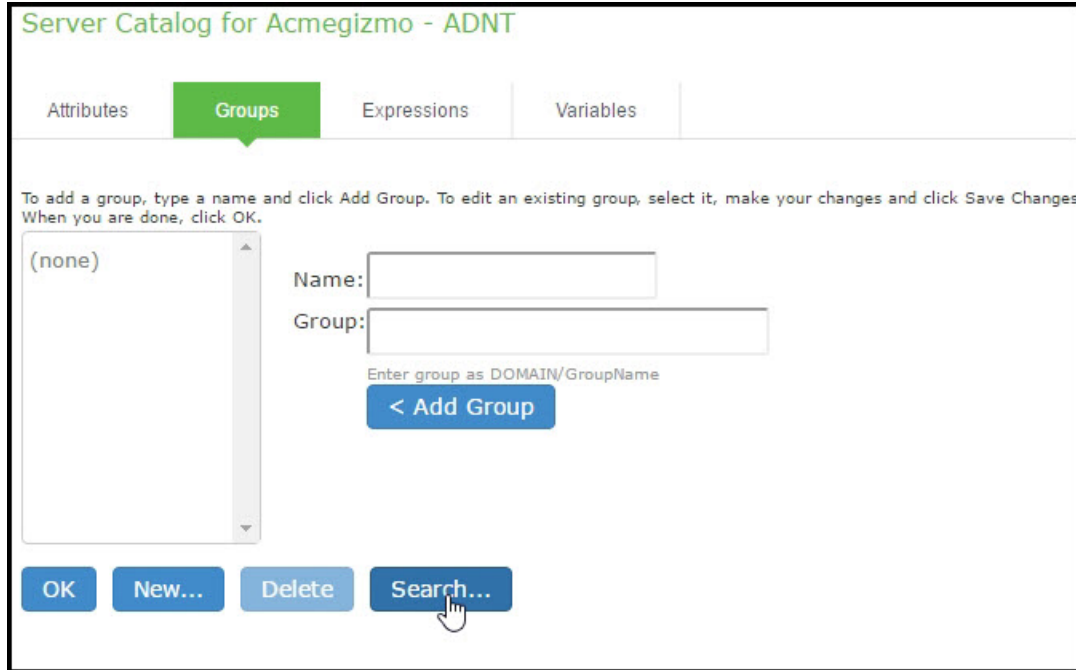 Server Catalog for Acmegizmo - ADNT
Attributes Groups Expressions Variables
To add a group, type a name and click Add Group. To edit an existing group, select it, make your changes and click Save Changes
When you are done, click OK.
(none)
Name:
Group:
Enter group as DOMAIN/GroupName
< Add Group
OK New... Delete Search...